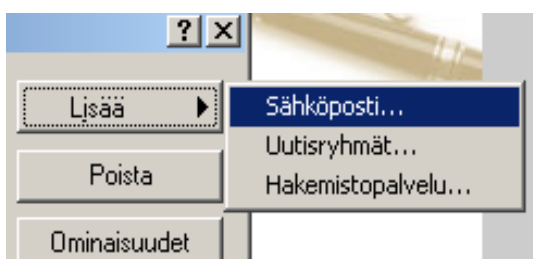 Lisää
Sähköposti...
Uutisryhmät...
Poista
Hakemistopalvelu...
Ominaisuudet